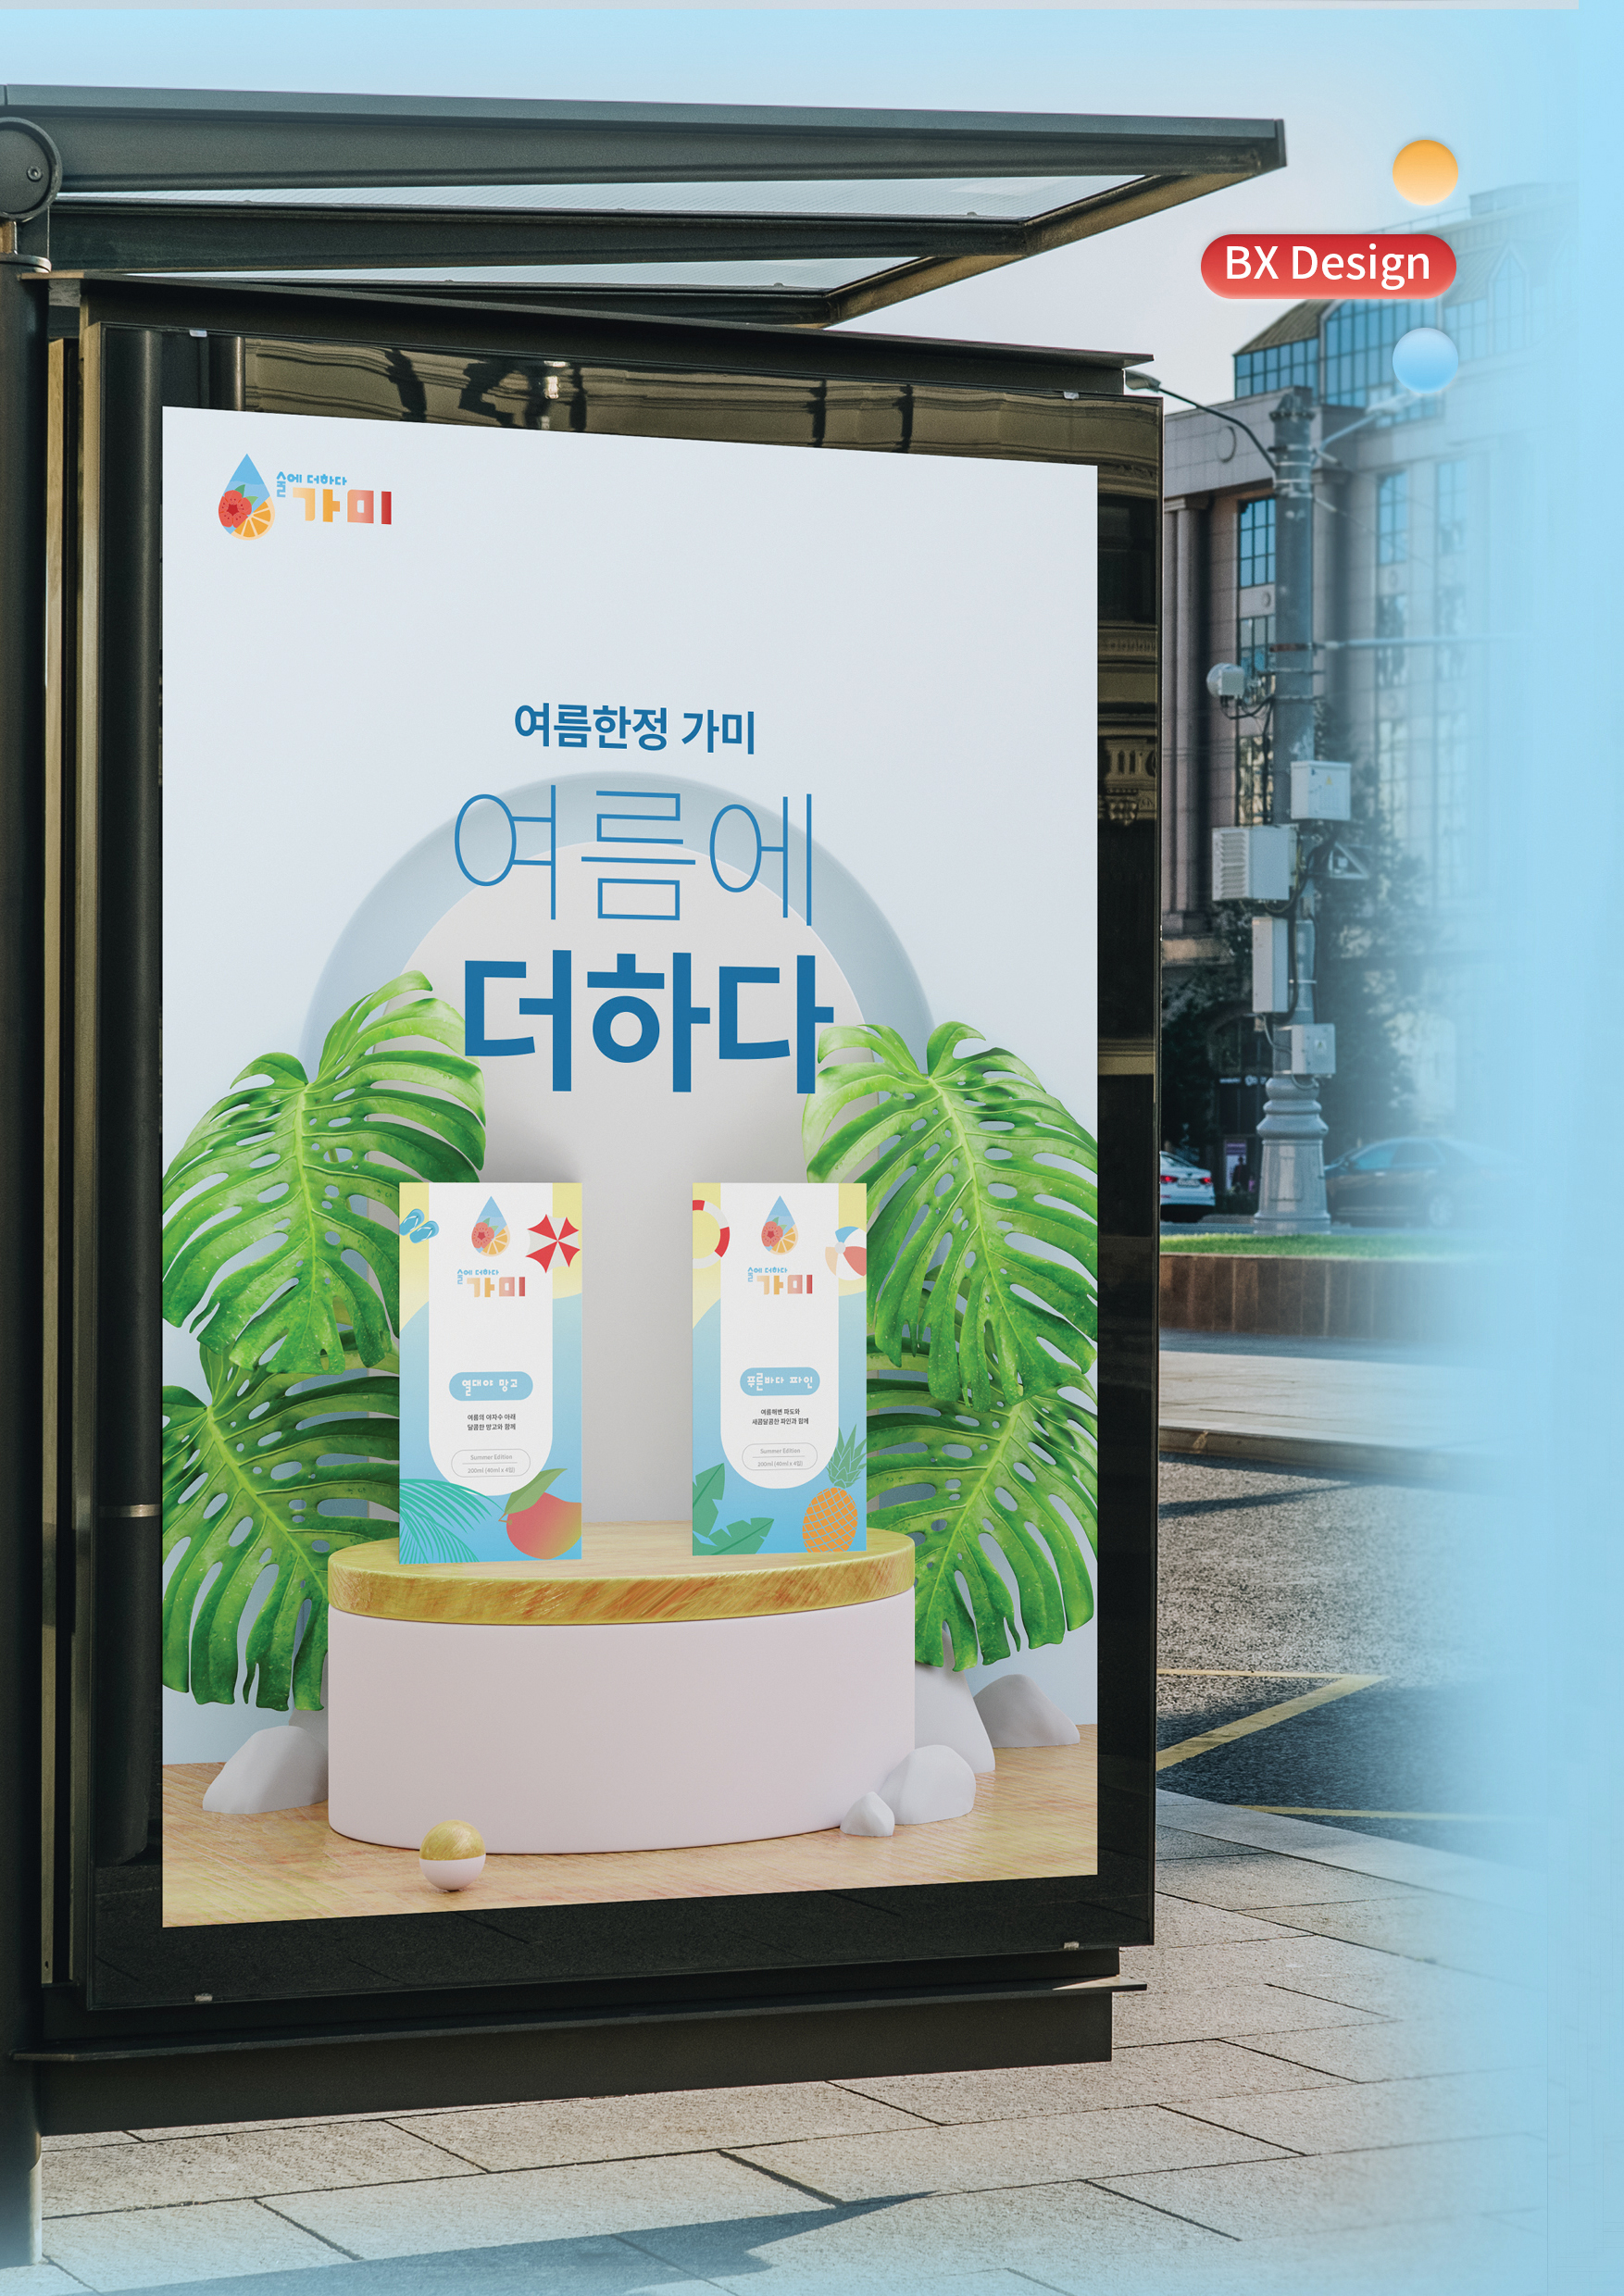 BX Design
술에 더하다
가미
여름한정 가미
여름에
더하다
술에 더하다
가미
열대야 망고
여름의 야자수 아래
달콤한 망고와 함께
Summer Edition
200ml (40ml x 4입)
술에 더하다
가미
푸른바다 파인
여름해변 파도와
새콤달콤한 파인과 함께
Summer Edition
200ml (40ml x 4입)